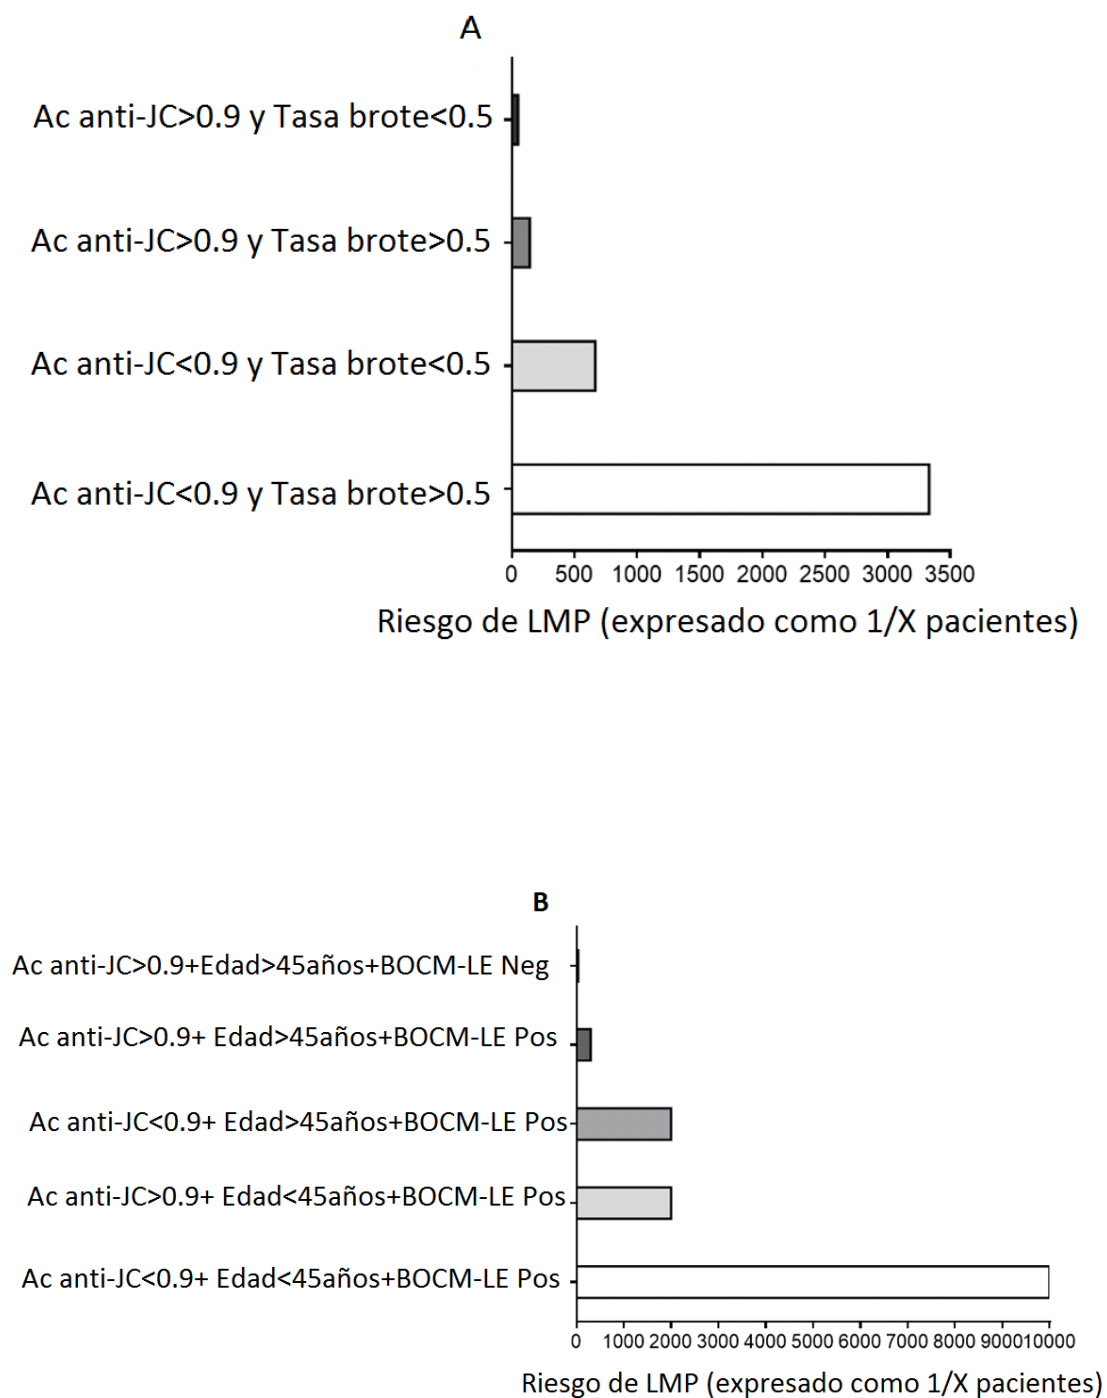 A
Ac anti-JC>0.9 y Tasa brote<0.5
Ac anti-JC>0.9 y Tasa brote>0.5
Ac anti-JC<0.9 y Tasa brote<0.5
Ac anti-JC<0.9 y Tasa brote>0.5
0 500 1000 1500 2000 2500 3000 3500
Riesgo de LMP (expresado como 1/X pacientes)
B
Ac anti-JC>0.9+Edad>45años+BOCM-LE Neg
Ac anti-JC>0.9+ Edad>45años+BOCM-LE Pos
Ac anti-JC<0.9+ Edad>45años+BOCM-LE Pos
Ac anti-JC>0.9+ Edad<45años+BOCM-LE Pos
Ac anti-JC<0.9+ Edad<45años+BOCM-LE Pos
0 1000 2000 3000 4000 5000 6000 7000 8000 9000 10000
Riesgo de LMP (expresado como 1/X pacientes)